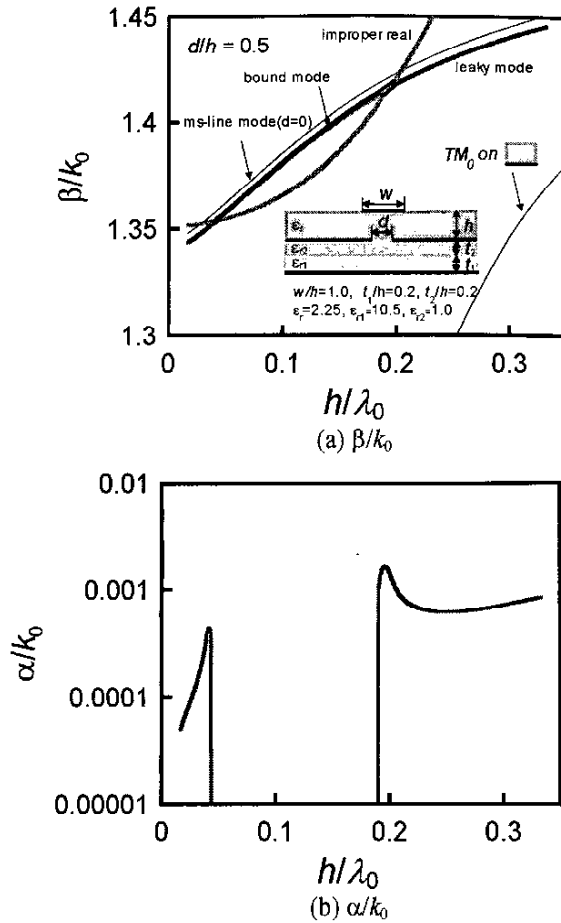 1.45
d/h = 0.5
improper real
bound mode
leaky mode
1.4
ms-line mode(d=0)
TM0 on
β/k0
w
1.35
εr
d
h
εr2
t2
εr1
t1
w/h=1.0, t1/h=0.2, t2/h=0.2
εr=2.25, εr1=10.5, εr2=1.0
1.3
0
0.1
0.2
0.3
h/λ0
(a) β/k0
0.01
0.001
α/k0
0.0001
0.00001
0
0.1
0.2
0.3
h/λ0
(b) α/k0